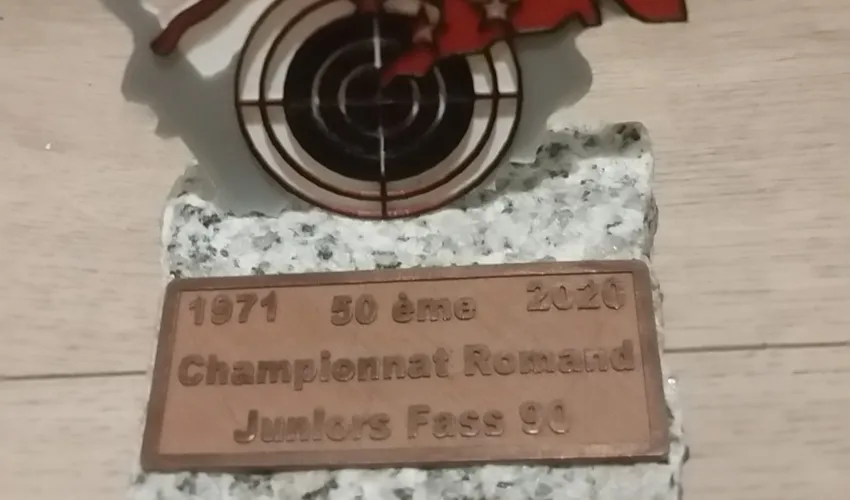 1971 50 ème 2020
Championnat Romand
Juniors Fass 90